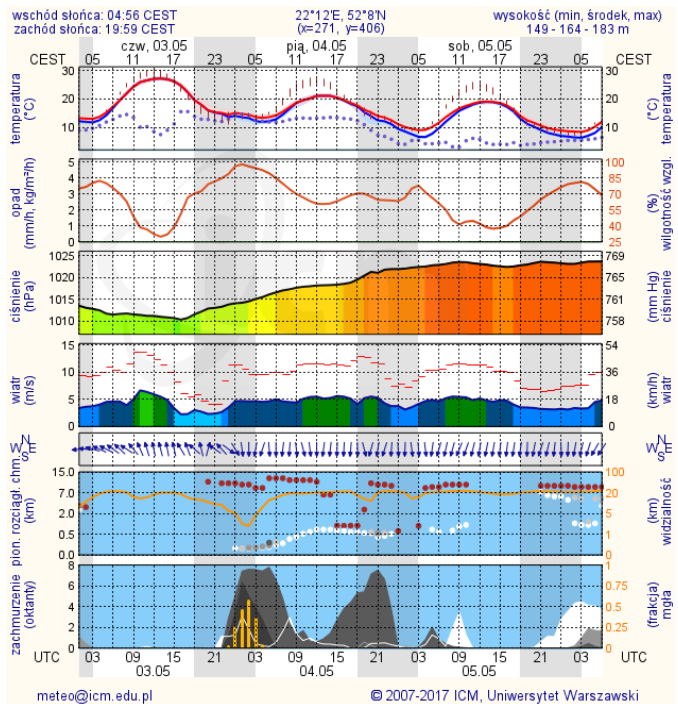 wschód słońca: 04:56 CEST
zachód słońca: 19:59 CEST
22°12'E, 52°8'N
(x=271, y=406)
wysokość (min, środek, max)
149 - 164 - 183 m
czw, 03.05 pią, 04.05 sob, 05.05
CEST 05 11 17 23 05 11 17 23 05 11 17 23 05 CEST
temperatura (°C)
30 20 10
30 20 10
temperatura (°C)
opad (mm/h, kg/m²/h)
5 4 3 2 1 0
100 85 70 55 40 25
(%) wilgotność wzgl.
ciśnienie (hPa)
1025 1020 1015 1010
769 765 761 758
(mm Hg) ciśnienie
wiatr (m/s)
15 10 5 0
54 36 18 0
(km/h) wiatr
N W E S
N W E S
pion. rozciągł. chm (km)
15.0 7.0 2.0 0.5 0.0
100 20 5 1 0
(km) widzialność
zachmurzenie (oktanty)
8 6 4 2 0
1 0.75 0.5 0.25 0
(frakcja) mgła
UTC 03 09 15 21 03 09 15 21 03 09 15 21 03 UTC
03.05 04.05 05.05
meteo@icm.edu.pl
© 2007-2017 ICM, Uniwersytet Warszawski